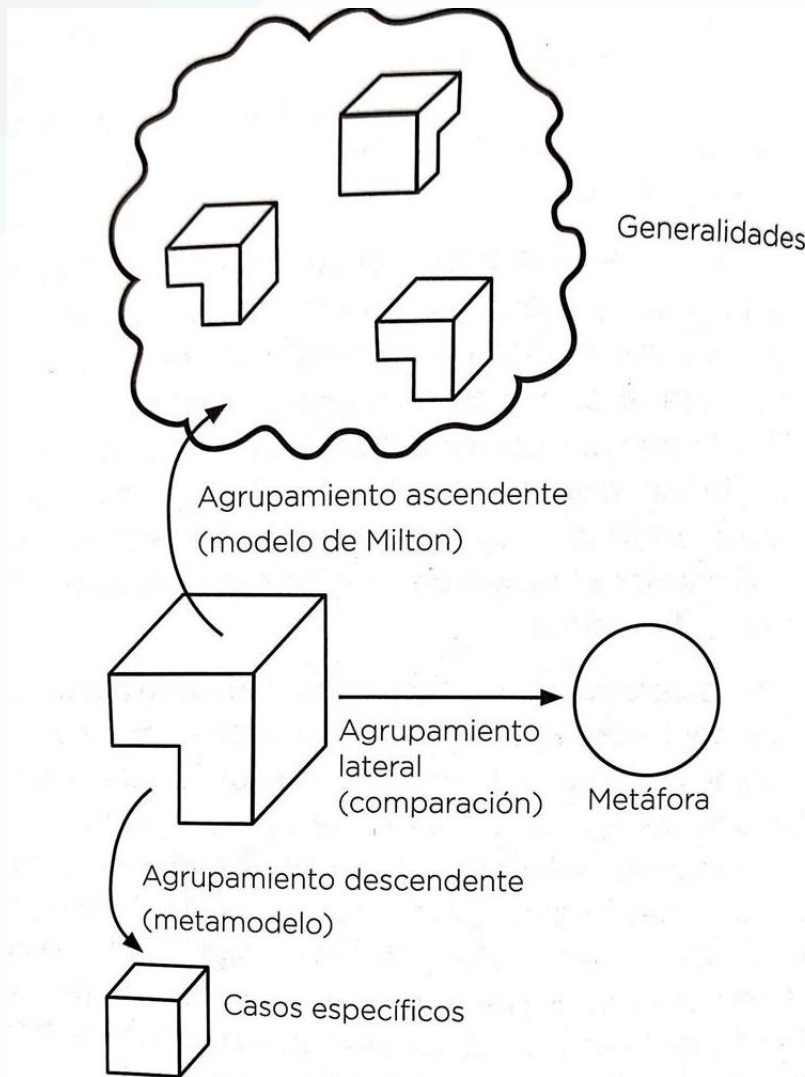 Generalidades
Agrupamiento ascendente
(modelo de Milton)
Agrupamiento
lateral
(comparación)
Metáfora
Agrupamiento descendente
(metamodelo)
Casos específicos